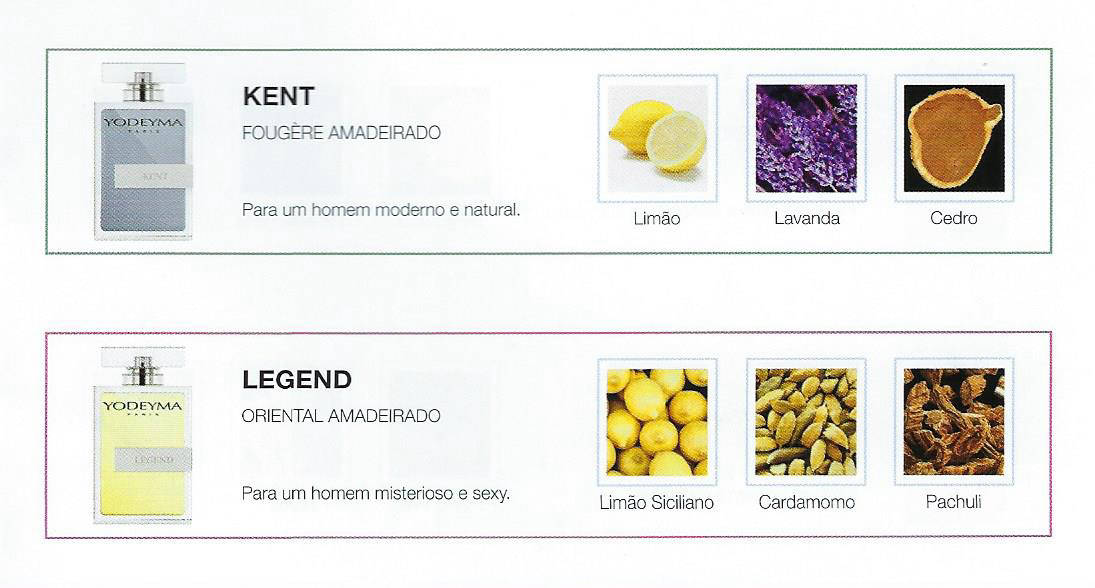 YODEYMA
PARIS
KENT
KENT
FOUGÈRE AMADEIRADO
Para um homem moderno e natural.
Limão
Lavanda
Cedro
YODEYMA
PARIS
LEGEND
LEGEND
ORIENTAL AMADEIRADO
Para um homem misterioso e sexy.
Limão Siciliano
Cardamomo
Pachuli